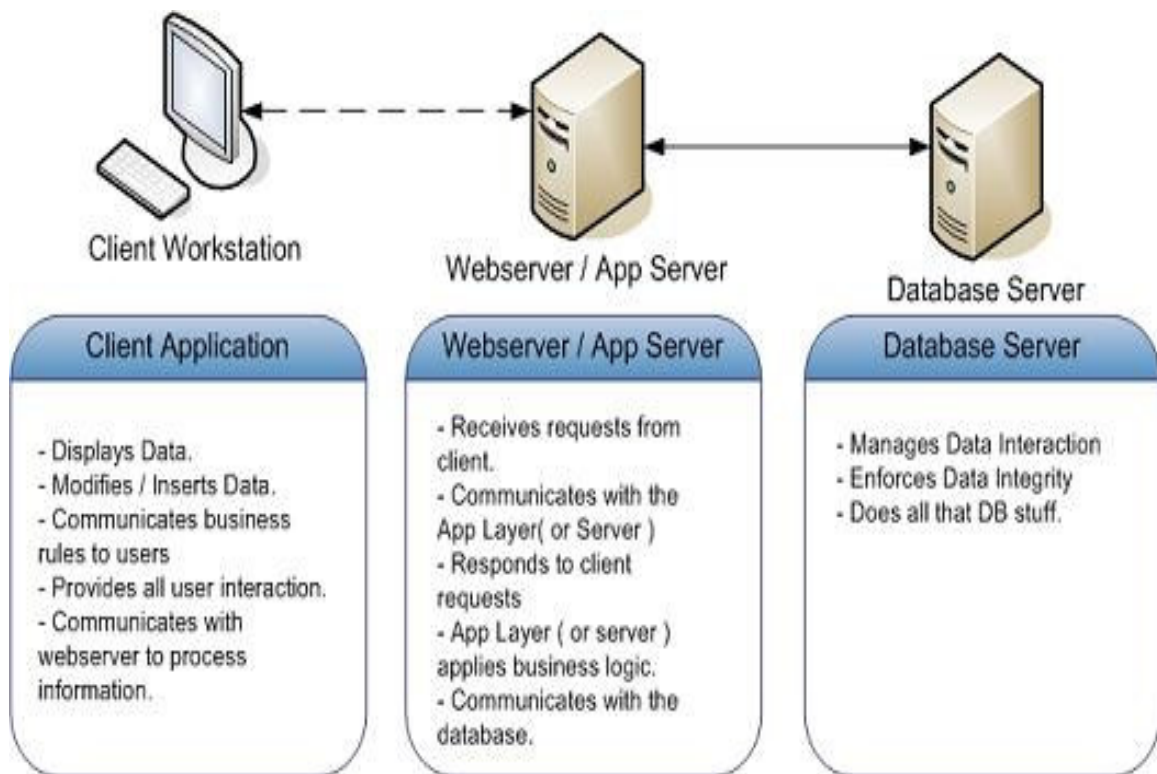 Client Workstation
Webserver / App Server
Database Server
Client Application
- Displays Data.
- Modifies / Inserts Data.
- Communicates business
rules to users
- Provides all user interaction.
- Communicates with
webserver to process
information.
Webserver / App Server
- Receives requests from
client.
- Communicates with the
App Layer( or Server )
- Responds to client
requests
- App Layer ( or server )
applies business logic.
- Communicates with the
database.
Database Server
- Manages Data Interaction
- Enforces Data Integrity
- Does all that DB stuff.